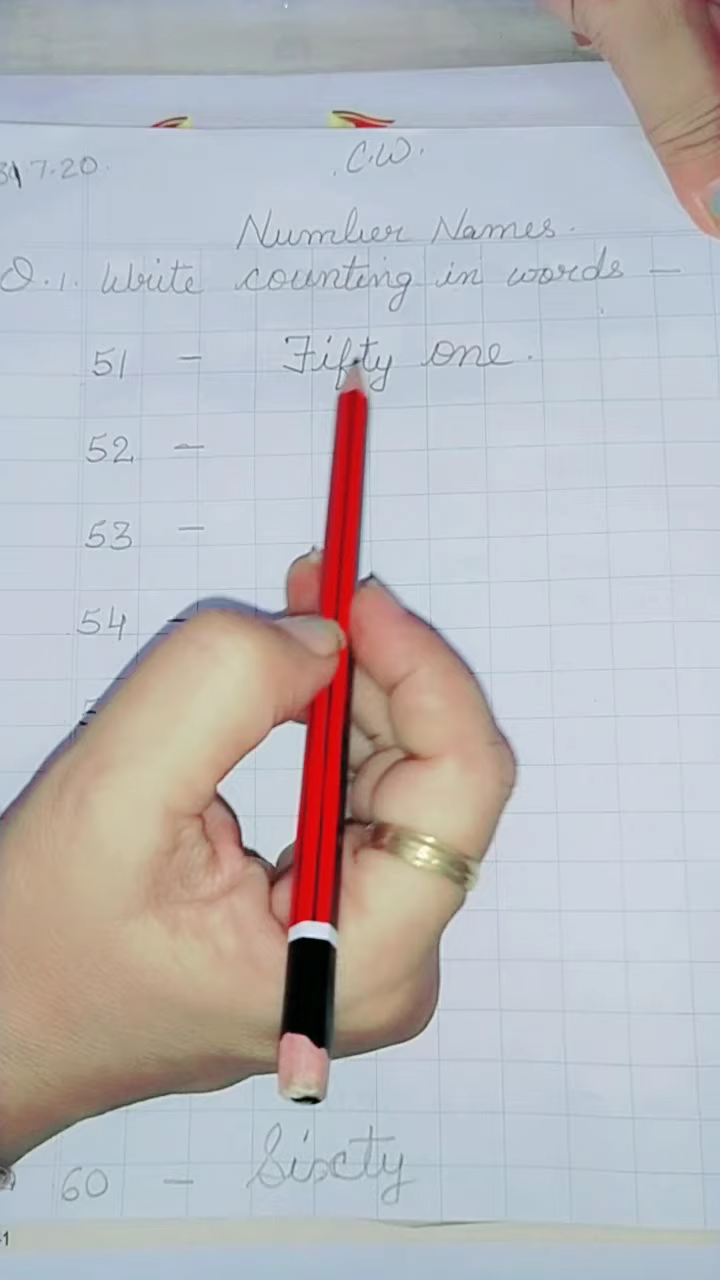 7.20. C.W.
Number Names.
Q.1. Write counting in words —
51 – Fifty one.
52 –
53 –
54 –
60 – Sixty